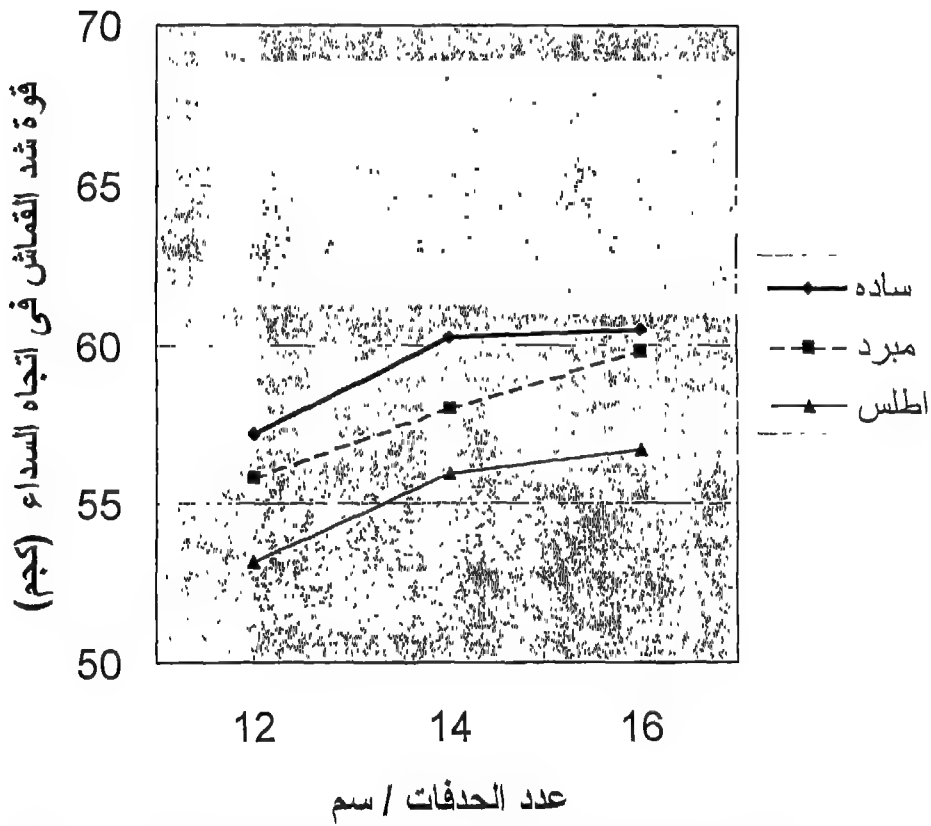 قوة شد القماش فى اتجاه السداء (كجم)
70
65
60
55
50
12 14 16
عدد الحدفات / سم
ساده
مبرد
اطلس